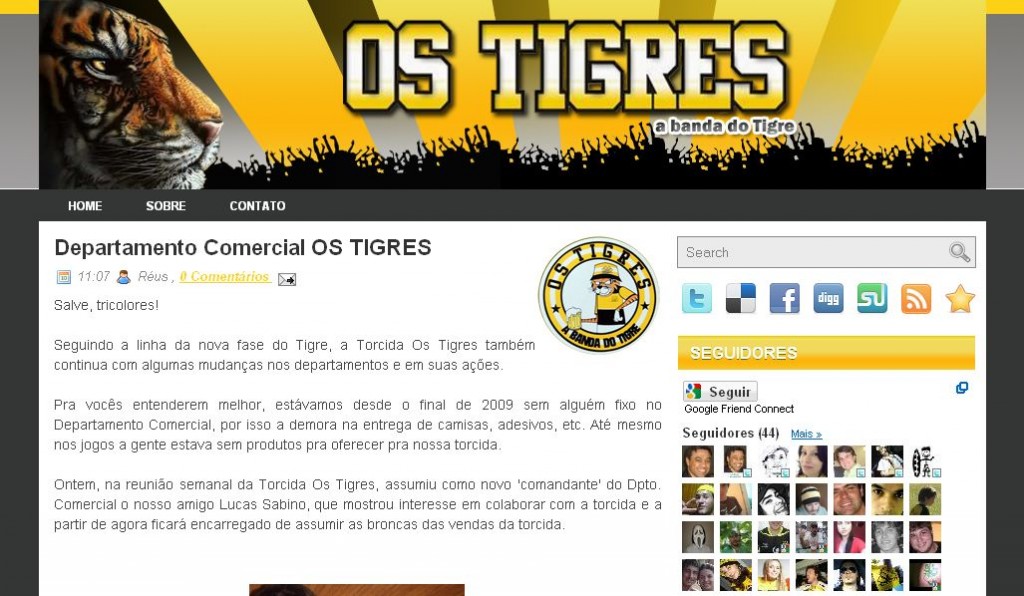 OS TIGRES
a banda do Tigre
HOME SOBRE CONTATO
Departamento Comercial OS TIGRES
11:07 Réus , 0 Comentários
Salve, tricolores!
Seguindo a linha da nova fase do Tigre, a Torcida Os Tigres também
continua com algumas mudanças nos departamentos e em suas ações.
Pra vocês entenderem melhor, estávamos desde o final de 2009 sem alguém fixo no
Departamento Comercial, por isso a demora na entrega de camisas, adesivos, etc. Até mesmo
nos jogos a gente estava sem produtos pra oferecer pra nossa torcida.
Ontem, na reunião semanal da Torcida Os Tigres, assumiu como novo 'comandante' do Dpto.
Comercial o nosso amigo Lucas Sabino, que mostrou interesse em colaborar com a torcida e a
partir de agora ficará encarregado de assumir as broncas das vendas da torcida.
OS TIGRES
A BANDA DO TIGRE
Search
digg
SEGUIDORES
Seguir
Google Friend Connect
Seguidores (44) Mais »